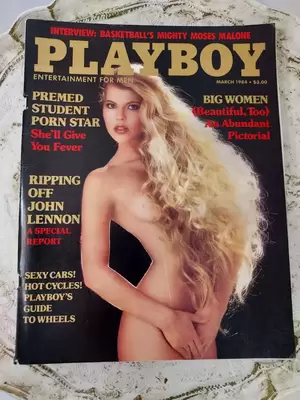 INTERVIEW: BASKETBALL'S MIGHTY MOSES MALONE
PLAYBOY
ENTERTAINMENT FOR MEN
MARCH 1984 • $3.00
PREMED
STUDENT
PORN STAR
She'll Give
You Fever
BIG WOMEN
(Beautiful, Too)
An Abundant
Pictorial
RIPPING
OFF
JOHN
LENNON
A SPECIAL
REPORT
SEXY CARS!
HOT CYCLES!
PLAYBOY'S
GUIDE
TO WHEELS